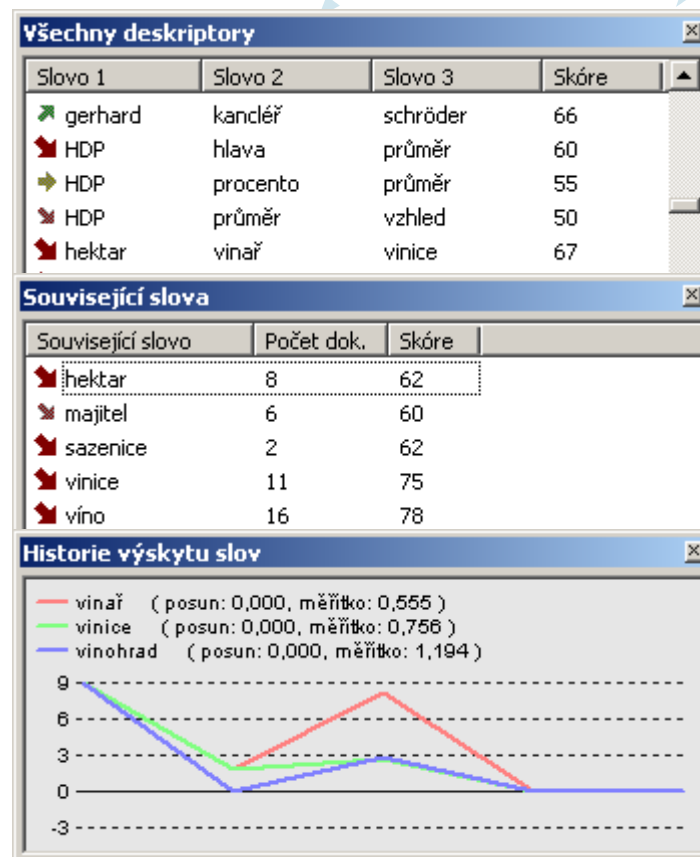 Všechny deskriptory
Slovo 1 Slovo 2 Slovo 3 Skóre
gerhard kancléř schröder 66
HDP hlava průměr 60
HDP procento průměr 55
HDP průměr vzhled 50
hektar vinař vinice 67
Související slova
Související slovo Počet dok. Skóre
hektar 8 62
majitel 6 60
sazenice 2 62
vinice 11 75
víno 16 78
Historie výskytu slov
vinař ( posun: 0,000, měřítko: 0,555 )
vinice ( posun: 0,000, měřítko: 0,756 )
vinohrad ( posun: 0,000, měřítko: 1,194 )
9
6
3
0
-3